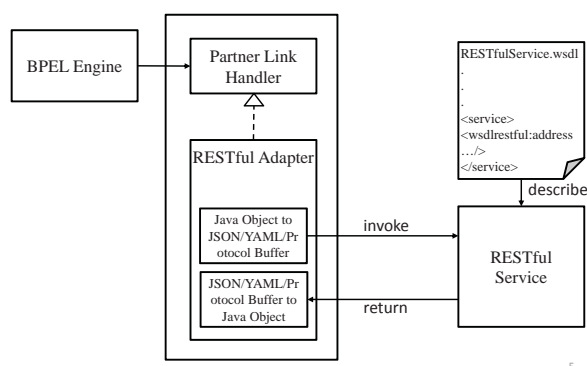 BPEL Engine
Partner Link
Handler
RESTful Adapter
Java Object to
JSON/YAML/Pr
otocol Buffer
JSON/YAML/Pr
otocol Buffer to
Java Object
invoke
return
RESTfulService.wsdl
.
.
.
<service>
<wsdlrestful:address
.../>
</service>
describe
RESTful
Service
5